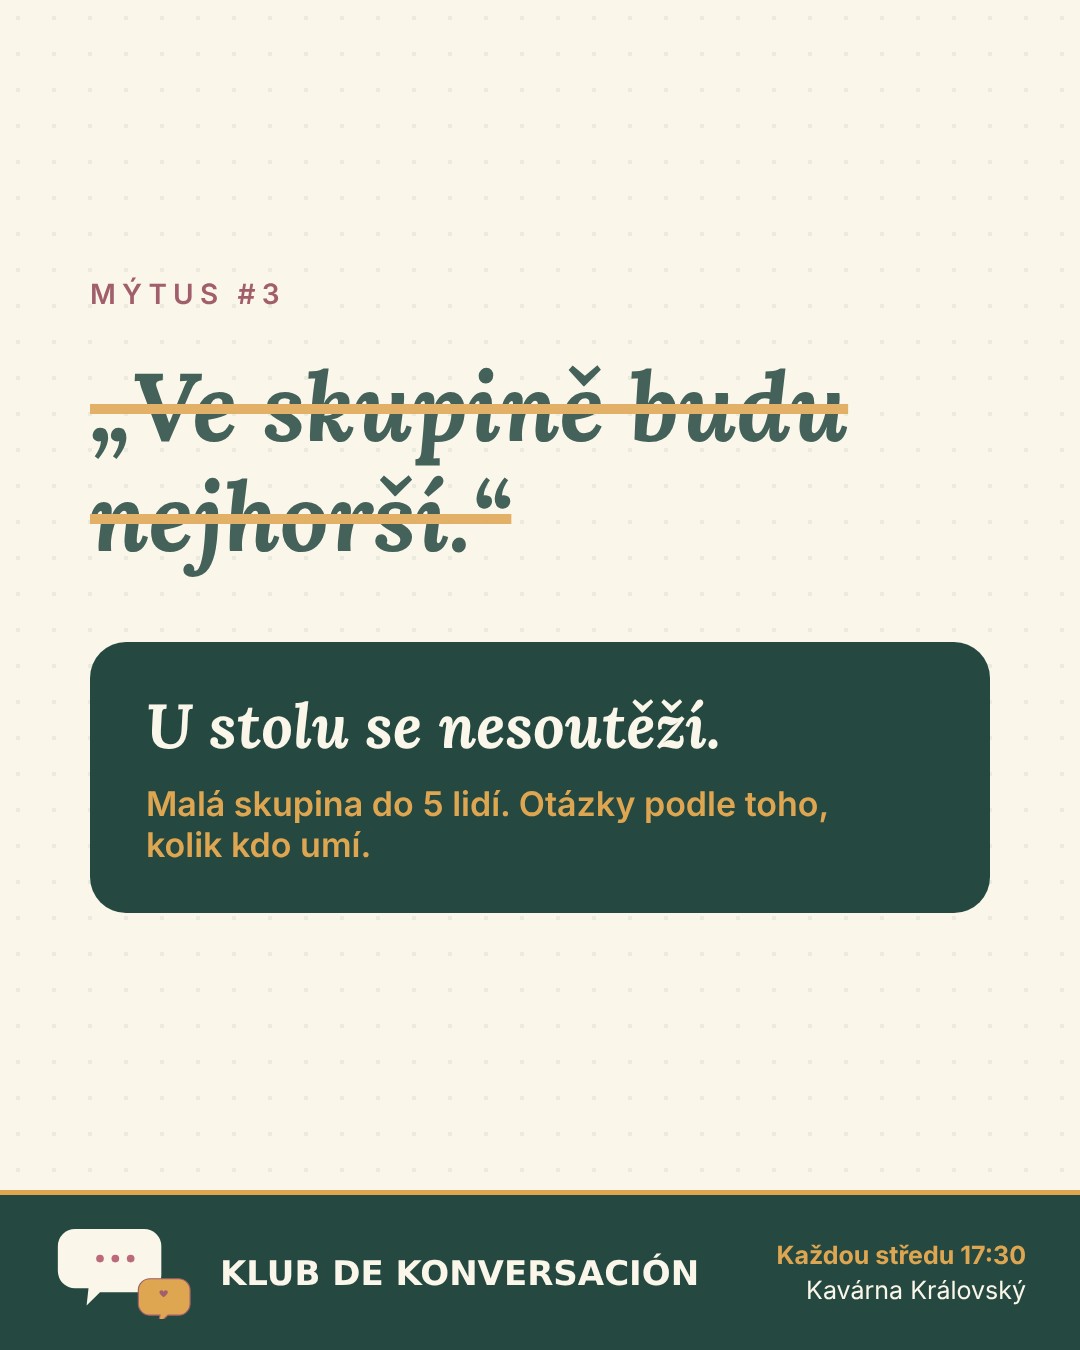 MÝTUS #3
„Ve skupině budu
nejhorší.“
U stolu se nesoutěží.
Malá skupina do 5 lidí. Otázky podle toho,
kolik kdo umí.
KLUB DE KONVERSACIÓN
Každou středu 17:30
Kavárna Královský